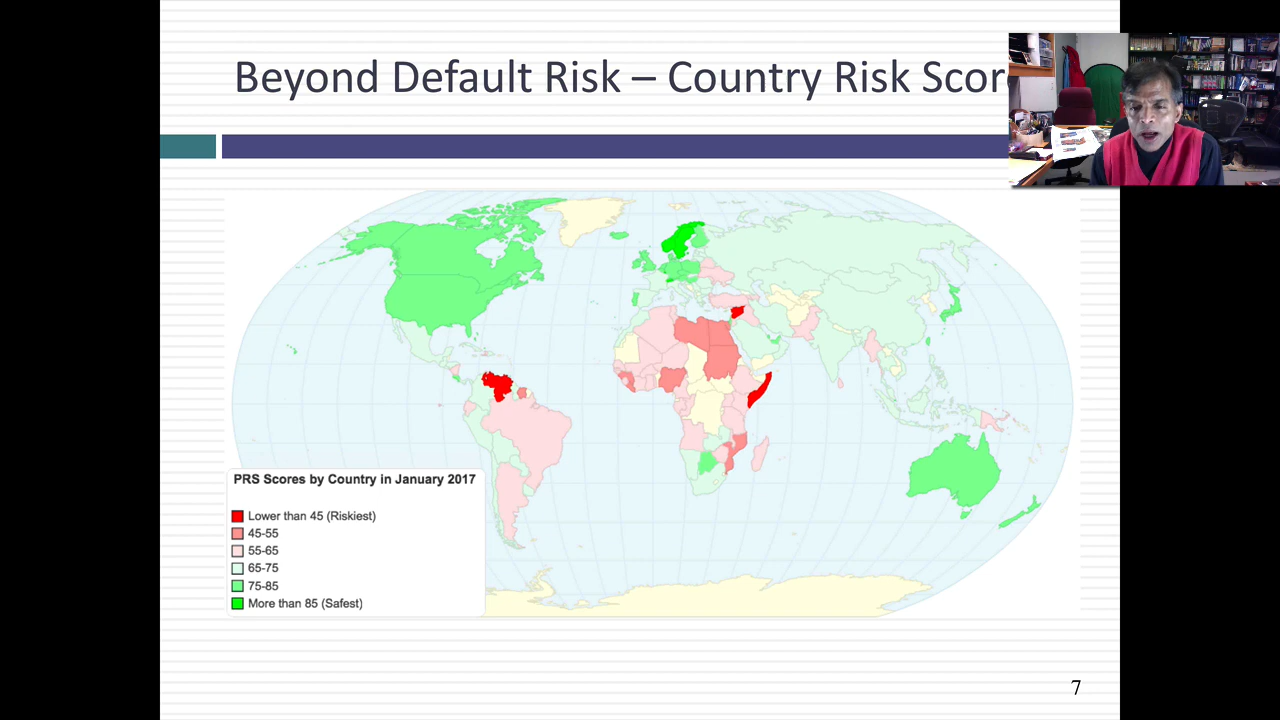 Beyond Default Risk – Country Risk Scor
PRS Scores by Country in January 2017
Lower than 45 (Riskiest)
45-55
55-65
65-75
75-85
More than 85 (Safest)
7